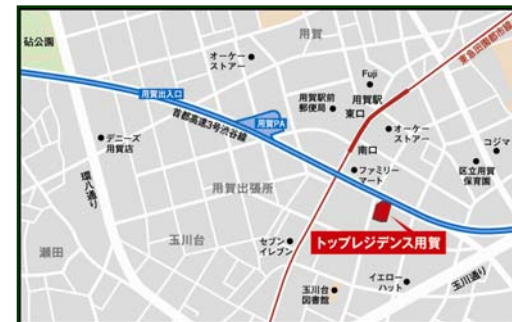 砧公園
用賀
オーケー
ストアー
東急田園都市線
Fuji
用賀駅
東口
用賀駅前
郵便局
用賀出入口
首都高速3号渋谷線
用賀PA
デニーズ
用賀店
オーケー
ストアー
コジマ
南口
ファミリー
マート
区立用賀
保育園
環八通り
用賀出張所
トップレジデンス用賀
セブン
イレブン
玉川台
瀬田
玉川台
図書館
イエロー
ハット
玉川通り